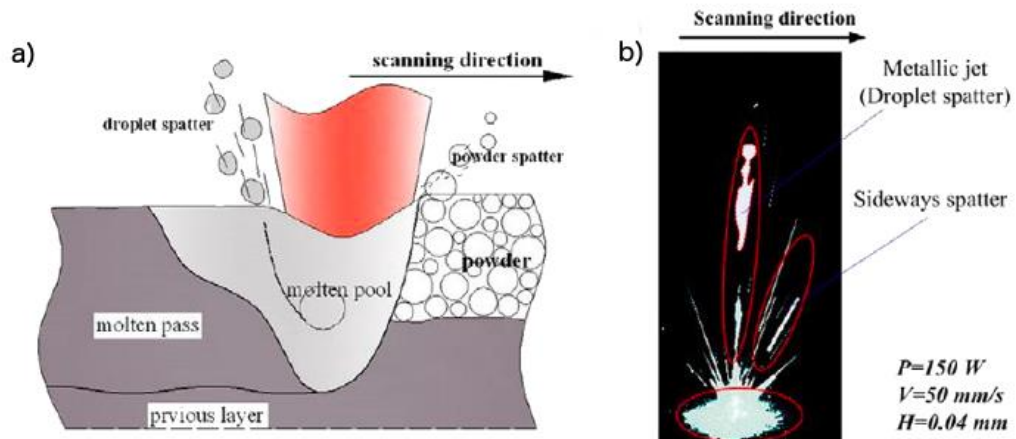 a)
scanning direction
droplet spatter
powder spatter
powder
molten pool
molten pass
prvious layer
b)
Scanning direction
Metallic jet
(Droplet spatter)
Sideways spatter
P=150 W
V=50 mm/s
H=0.04 mm